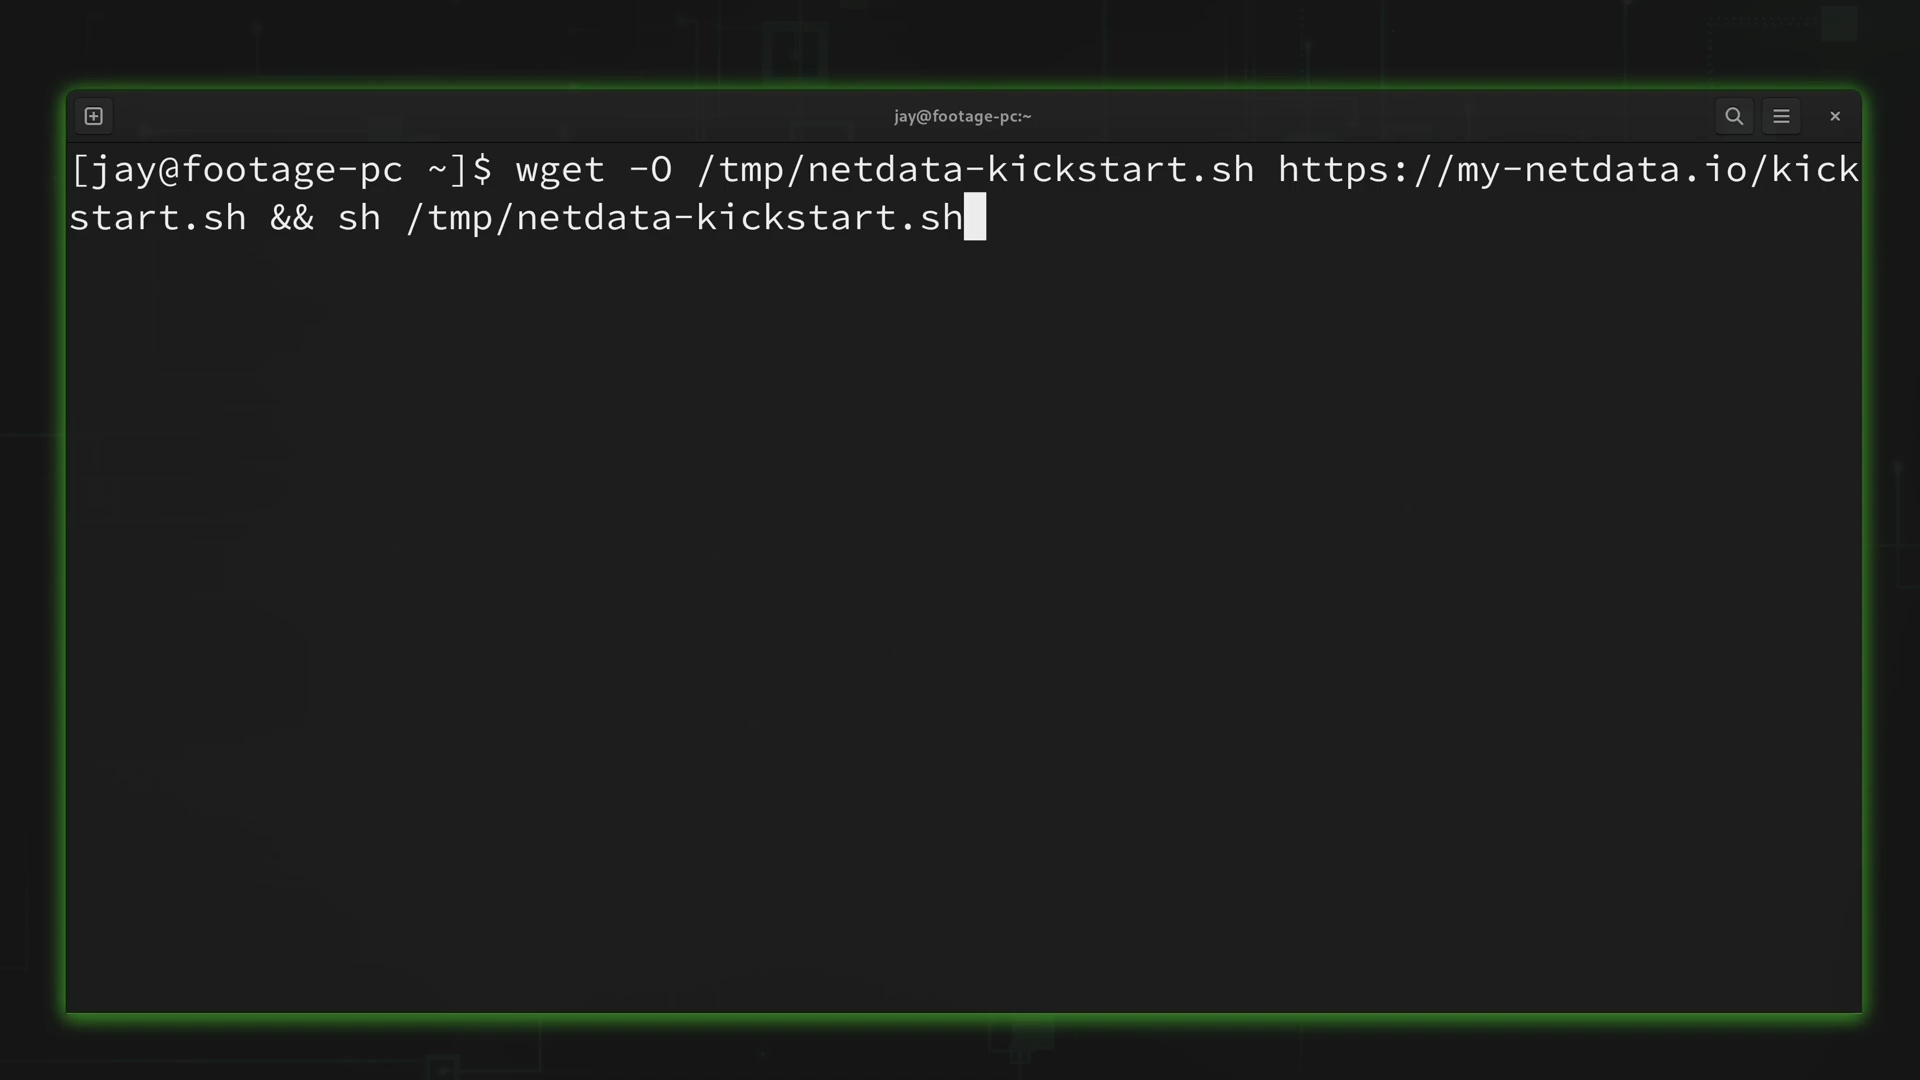 jay@footage-pc:~
[jay@footage-pc ~]$ wget -O /tmp/netdata-kickstart.sh https://my-netdata.io/kick
start.sh && sh /tmp/netdata-kickstart.sh